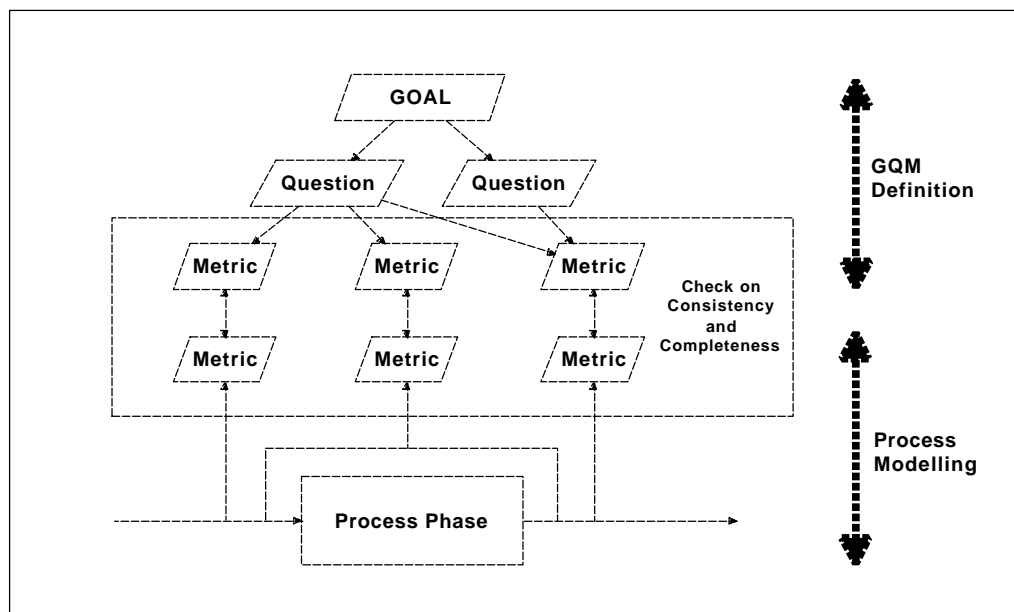 GOAL
Question
Question
GQM
Definition
Metric
Metric
Metric
Check on
Consistency
and
Completeness
Metric
Metric
Metric
Process
Modelling
Process Phase